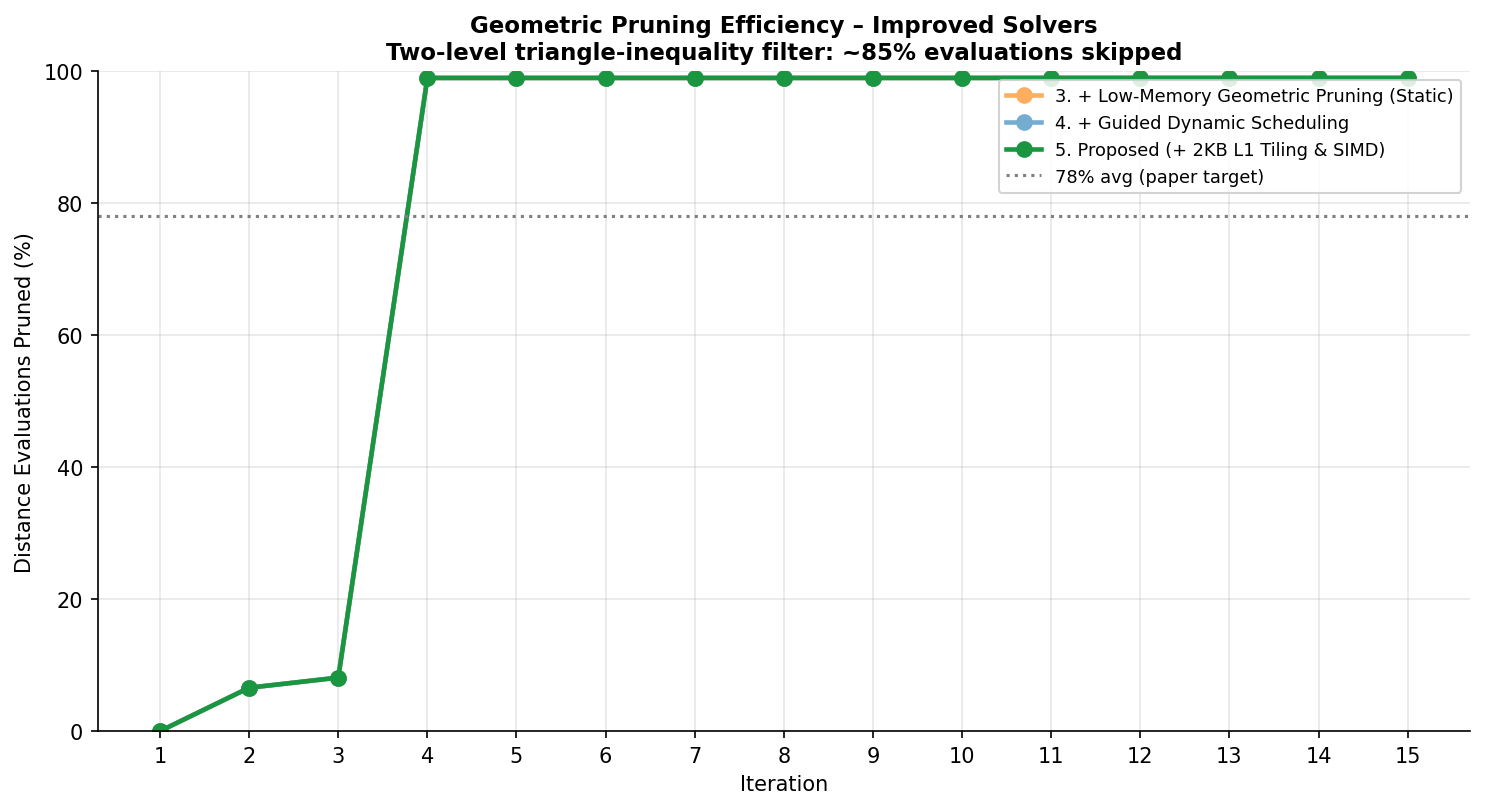 Geometric Pruning Efficiency – Improved Solvers
Two-level triangle-inequality filter: ~85% evaluations skipped
Distance Evaluations Pruned (%)
100
80
60
40
20
0
3. + Low-Memory Geometric Pruning (Static)
4. + Guided Dynamic Scheduling
5. Proposed (+ 2KB L1 Tiling & SIMD)
78% avg (paper target)
1 2 3 4 5 6 7 8 9 10 11 12 13 14 15
Iteration